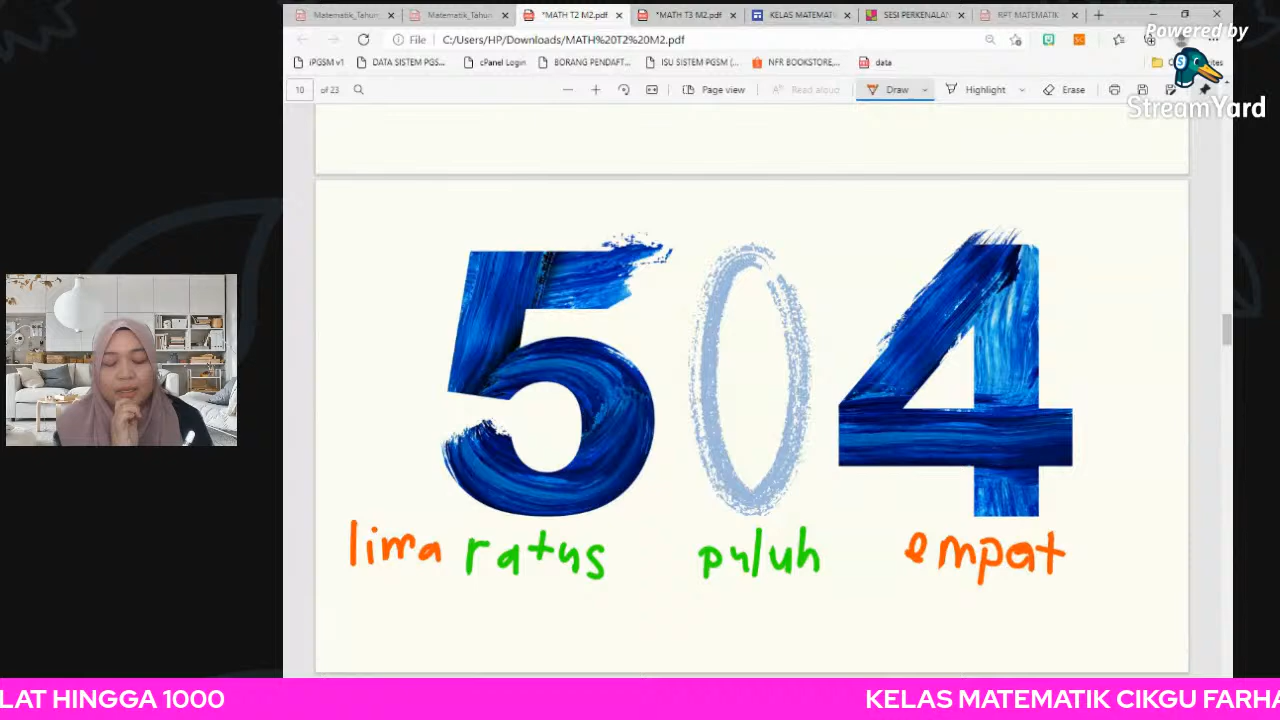 Matematik_Tahun
Matematik_Tahun
*MATH T2 M2.pdf
*MATH T3 M2.pdf
KELAS MATEMATI
SESI PERKENALAN
RPT MATEMATIK
File
C:/Users/HP/Downloads/MATH%20T2%20M2.pdf
Powered by
StreamYard
iPGSM v1
DATA SISTEM PGS...
cPanel Login
BORANG PENDAFT...
ISU SISTEM PGSM (...
NFR BOOKSTORE,...
data
10 of 23
Page view
Read aloud
Draw
Highlight
Erase
504
lima ratus puluh empat
LAT HINGGA 1000
KELAS MATEMATIK CIKGU FARHA